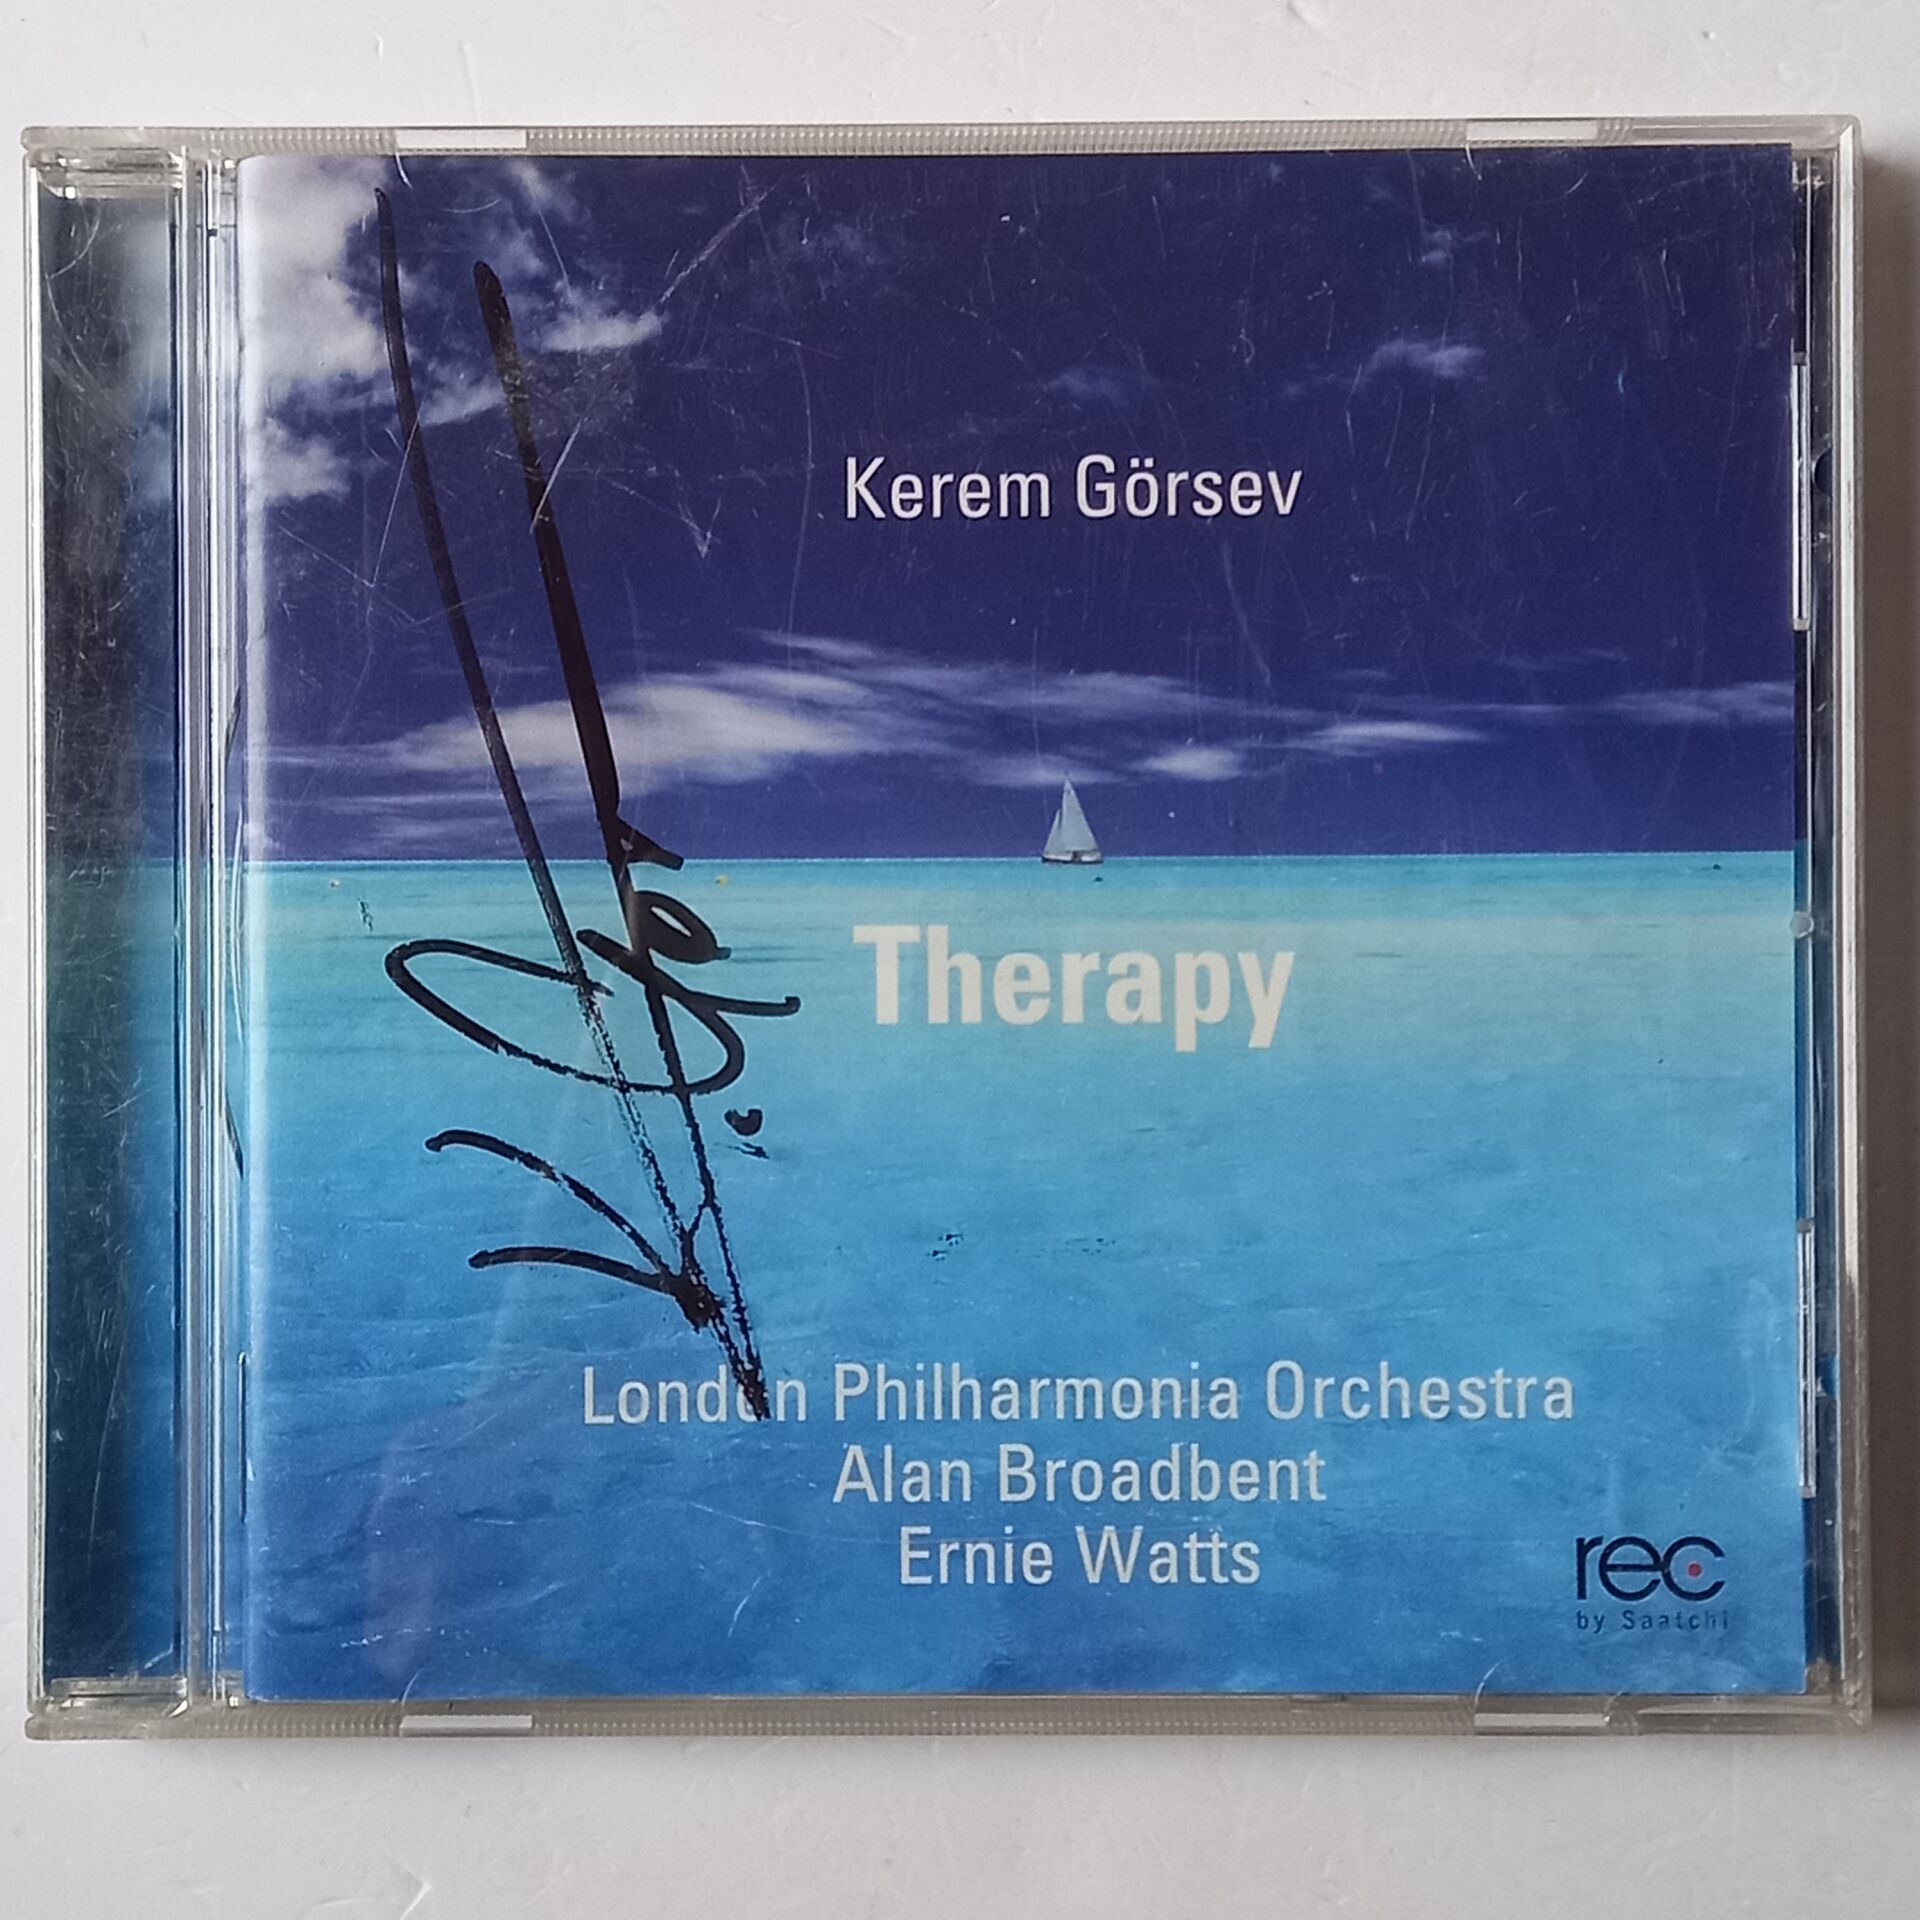 Kerem Görsev
Therapy
London Philharmonia Orchestra
Alan Broadbent
Ernie Watts
rec
by Saatchi